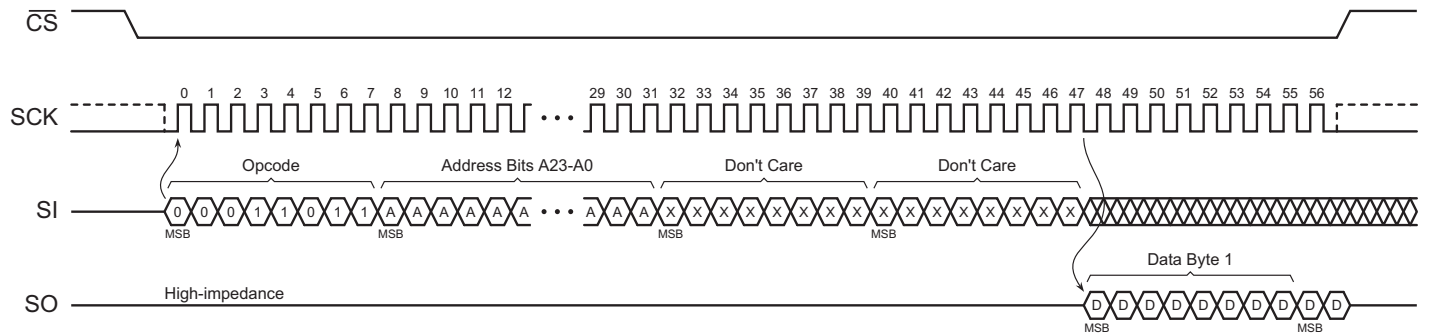 CS
0 1 2 3 4 5 6 7 8 9 10 11 12 29 30 31 32 33 34 35 36 37 38 39 40 41 42 43 44 45 46 47 48 49 50 51 52 53 54 55 56
SCK • • •
Opcode Address Bits A23-A0 Don't Care Don't Care
SI 0 0 0 1 1 0 1 1 A A A A A A • • • A A A X X X X X X X X X X X X X X X X
MSB MSB MSB MSB
Data Byte 1
High-impedance
SO D D D D D D D D D D
MSB MSB